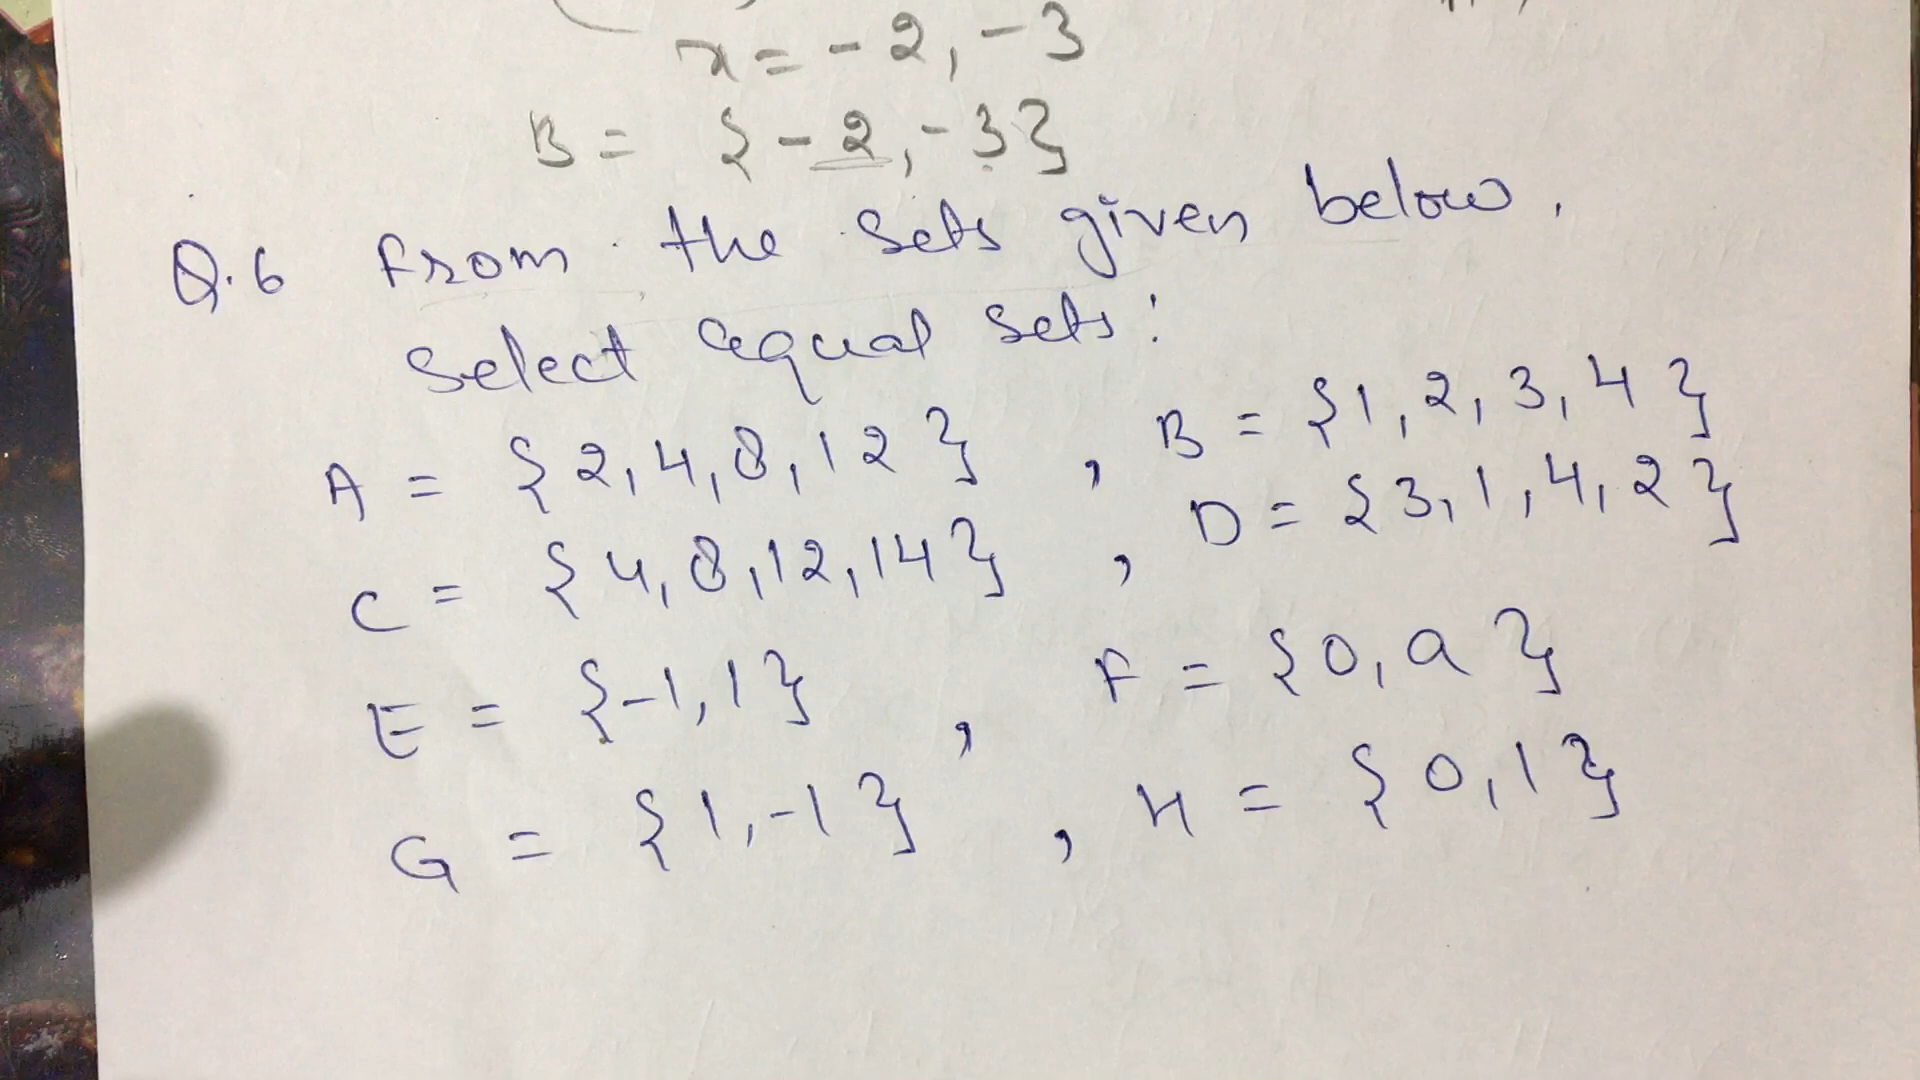 x = - 2, - 3
B = {- 2, - 3}
Q.6 From the sets given below.
Select equal sets:
A = {2, 4, 8, 12} , B = {1, 2, 3, 4}
C = {4, 8, 12, 14} , D = {3, 1, 4, 2}
E = {-1, 1} , F = {0, a}
G = {1, -1} , H = {0, 1}